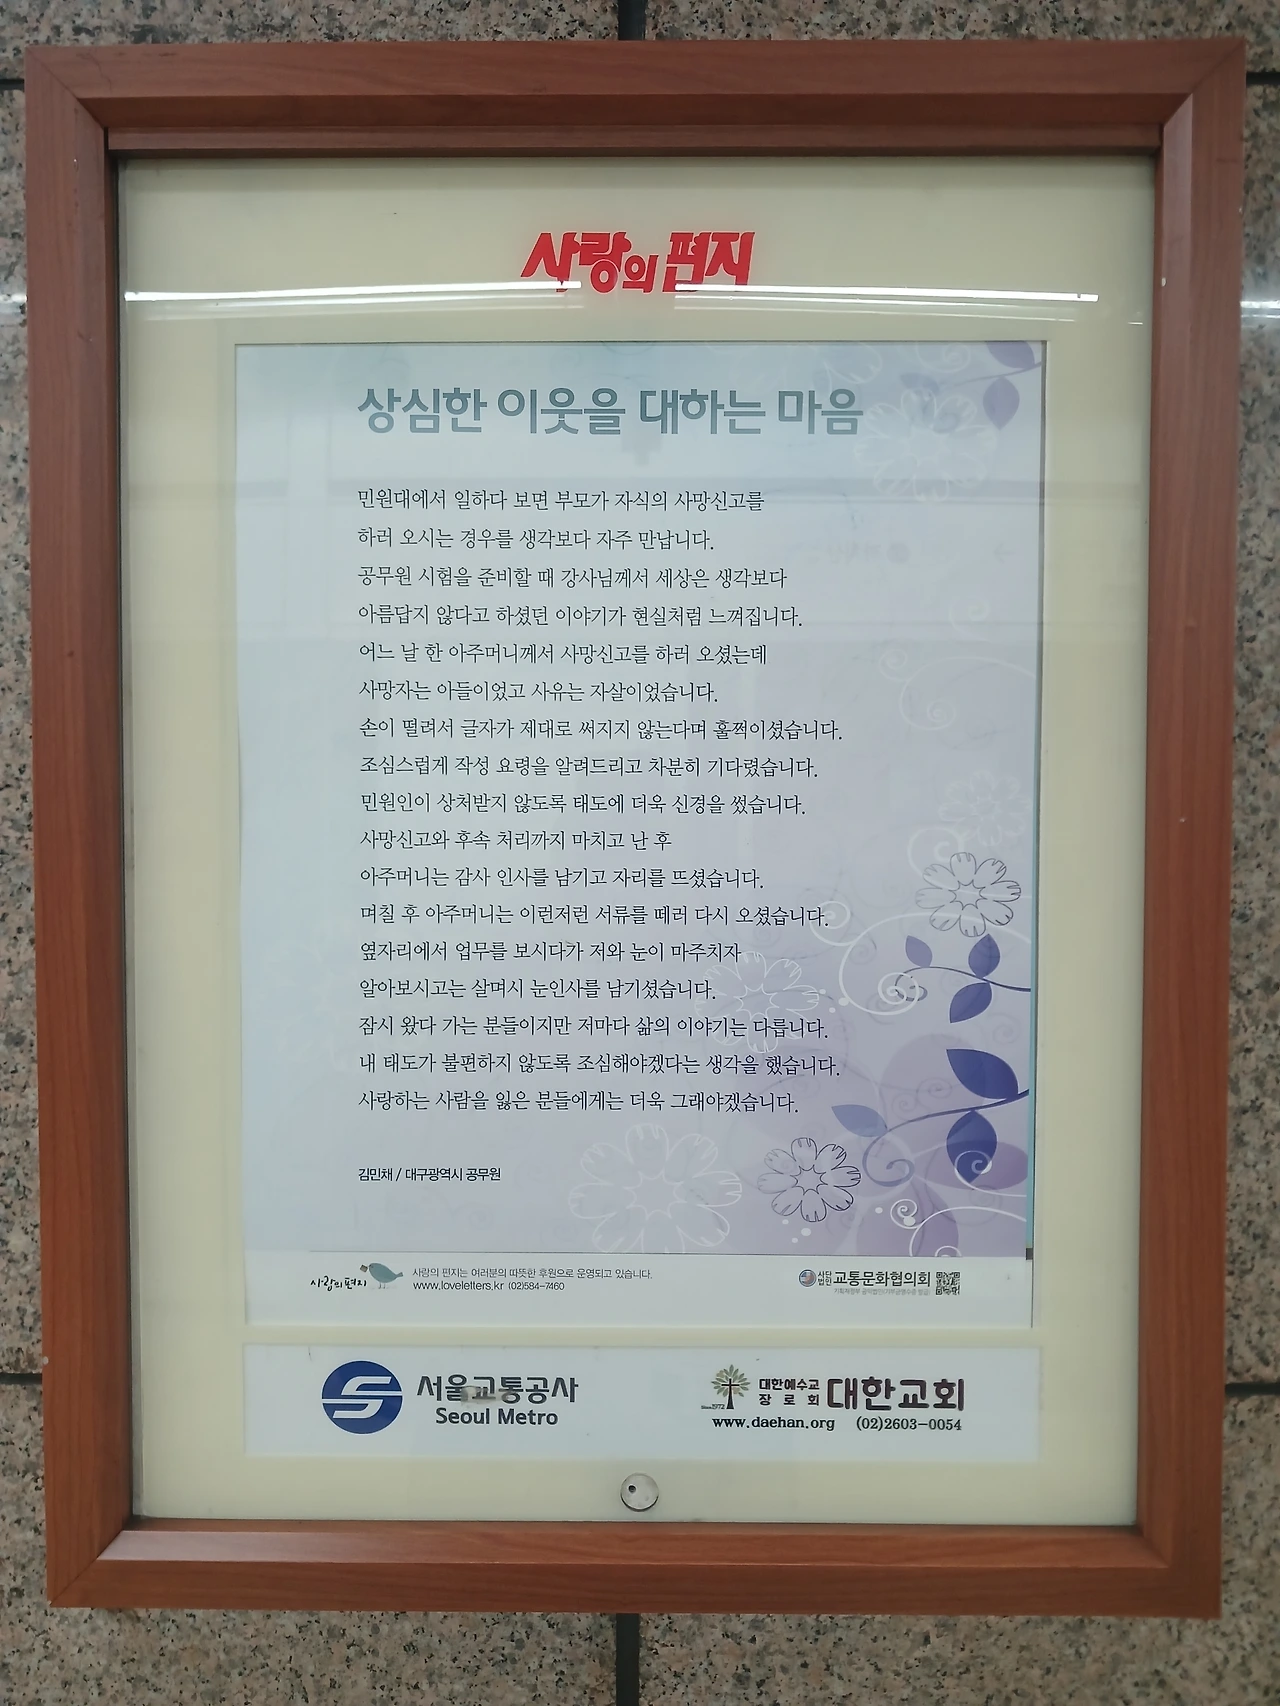 사랑의 편지
상심한 이웃을 대하는 마음
민원대에서 일하다 보면 부모가 자식의 사망신고를
하러 오시는 경우를 생각보다 자주 만납니다.
공무원 시험을 준비할 때 강사님께서 세상은 생각보다
아름답지 않다고 하셨던 이야기가 현실처럼 느껴집니다.
어느 날 한 아주머니께서 사망신고를 하러 오셨는데
사망자는 아들이었고 사유는 자살이었습니다.
손이 떨려서 글자가 제대로 써지지 않는다며 훌쩍이셨습니다.
조심스럽게 작성 요령을 알려드리고 차분히 기다렸습니다.
민원인이 상처받지 않도록 태도에 더욱 신경을 썼습니다.
사망신고와 후속 처리까지 마치고 난 후
아주머니는 감사 인사를 남기고 자리를 뜨셨습니다.
며칠 후 아주머니는 이런저런 서류를 떼러 다시 오셨습니다.
옆자리에서 업무를 보시다가 저와 눈이 마주치자
알아보시고는 살며시 눈인사를 남기셨습니다.
잠시 왔다 가는 분들이지만 저마다 삶의 이야기는 다릅니다.
내 태도가 불편하지 않도록 조심해야겠다는 생각을 했습니다.
사랑하는 사람을 잃은 분들에게는 더욱 그래야겠습니다.
김민채 / 대구광역시 공무원
사랑의 편지
사랑의 편지는 여러분의 따뜻한 후원으로 운영되고 있습니다.
www.loveletters.kr (02)584-7460
사단법인 교통문화협의회
기획재정부 공익법인(기부금영수증 발급)
서울교통공사
Seoul Metro
Since1972
대한예수교
장로회 대한교회
www.daehan.org (02)2603-0054